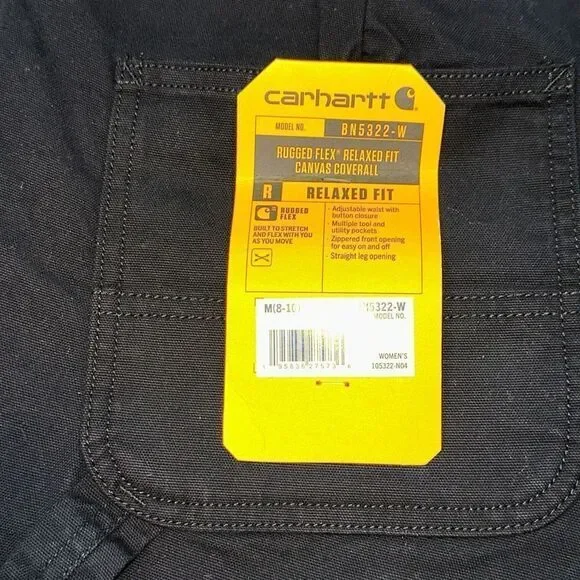 carhartt
MODEL NO. BN5322-W
RUGGED FLEX® RELAXED FIT
CANVAS COVERALL
R RELAXED FIT
RUGGED
FLEX
BUILT TO STRETCH
AND FLEX WITH YOU
AS YOU MOVE
- Adjustable waist with
button closure
- Multiple tool and
utility pockets
- Zippered front opening
for easy on and off
- Straight leg opening
M(8-10)
5322-W
MODEL NO.
WOMEN'S
105322-N04